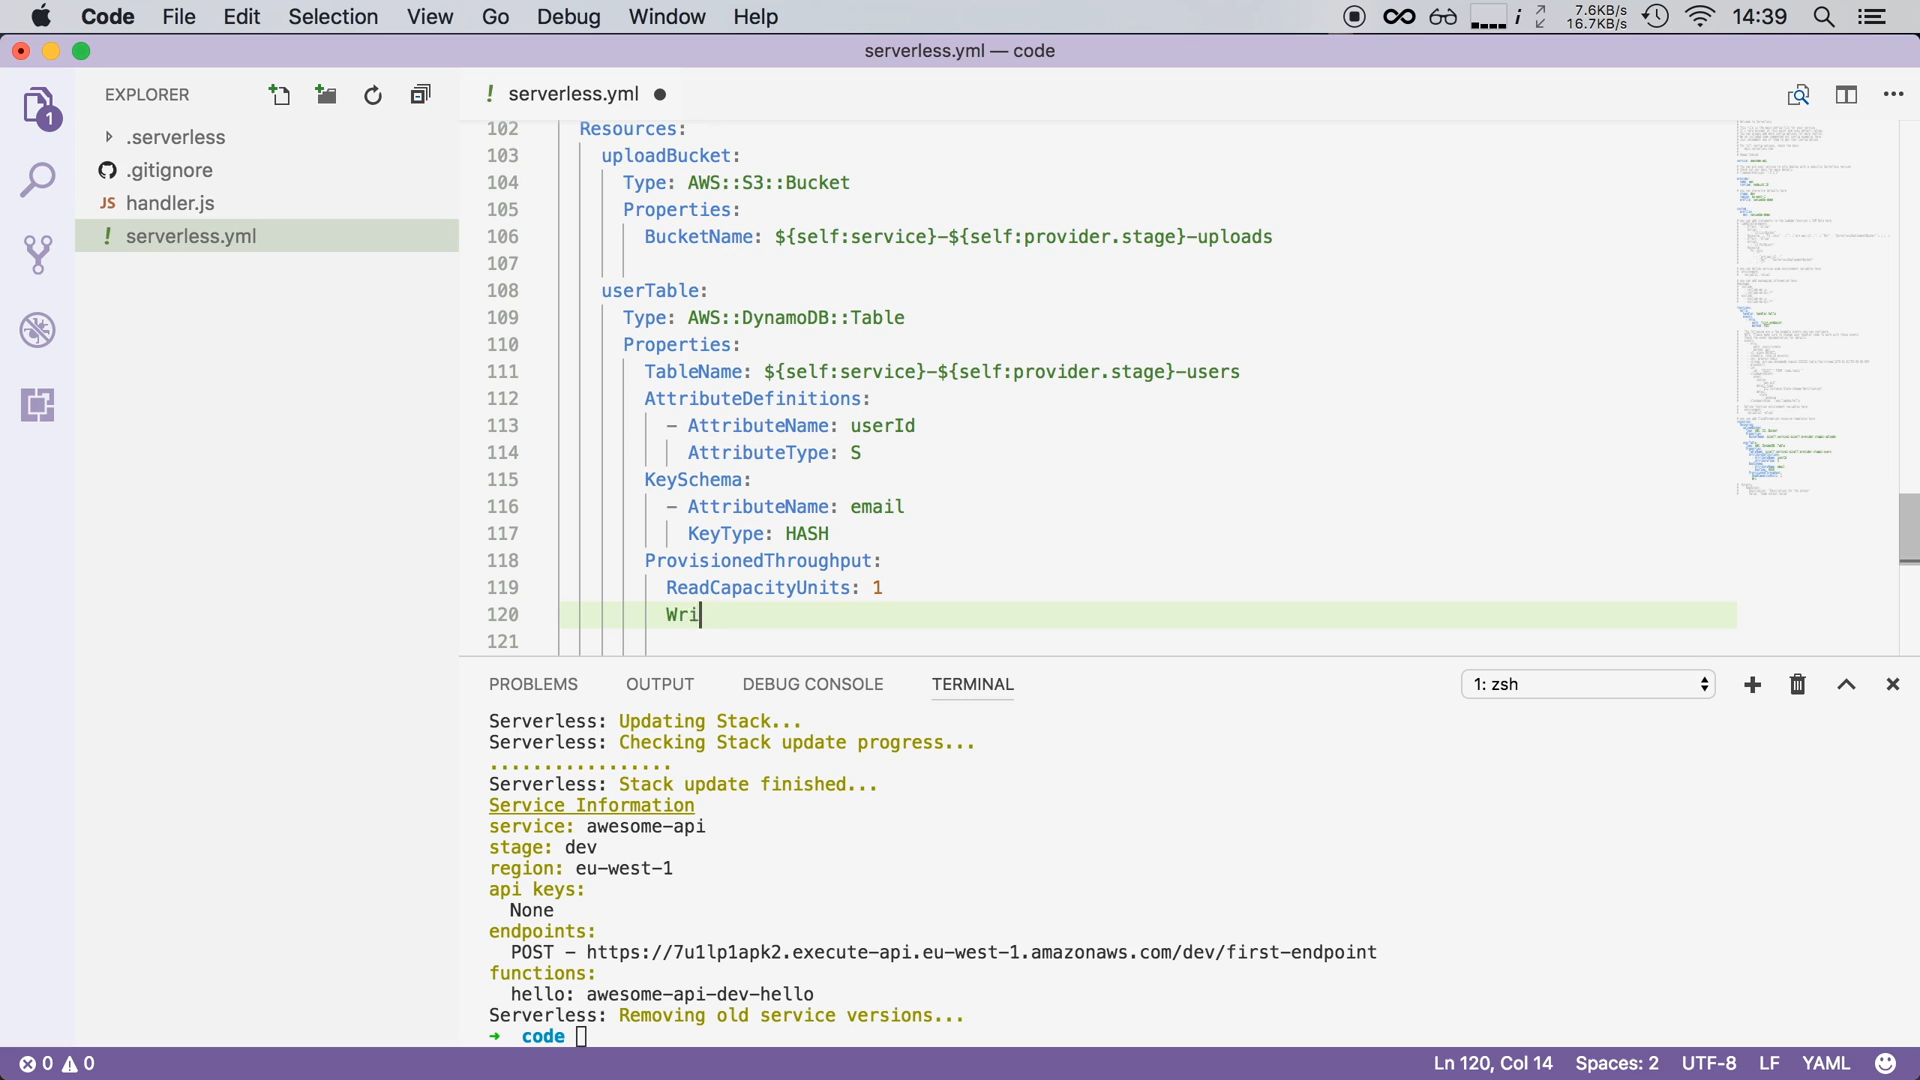 Code File Edit Selection View Go Debug Window Help
7.6KB/s
16.7KB/s
14:39
serverless.yml — code
EXPLORER
! serverless.yml
1
.serverless
.gitignore
JS handler.js
! serverless.yml
102 Resources:
103 uploadBucket:
104 Type: AWS::S3::Bucket
105 Properties:
106 BucketName: ${self:service}-${self:provider.stage}-uploads
107
108 userTable:
109 Type: AWS::DynamoDB::Table
110 Properties:
111 TableName: ${self:service}-${self:provider.stage}-users
112 AttributeDefinitions:
113 - AttributeName: userId
114 AttributeType: S
115 KeySchema:
116 - AttributeName: email
117 KeyType: HASH
118 ProvisionedThroughput:
119 ReadCapacityUnits: 1
120 Wri
121
PROBLEMS OUTPUT DEBUG CONSOLE TERMINAL
1: zsh
Serverless: Updating Stack...
Serverless: Checking Stack update progress...
.................
Serverless: Stack update finished...
Service Information
service: awesome-api
stage: dev
region: eu-west-1
api keys:
None
endpoints:
POST - https://7u1lp1apk2.execute-api.eu-west-1.amazonaws.com/dev/first-endpoint
functions:
hello: awesome-api-dev-hello
Serverless: Removing old service versions...
→ code
0 0
Ln 120, Col 14 Spaces: 2 UTF-8 LF YAML